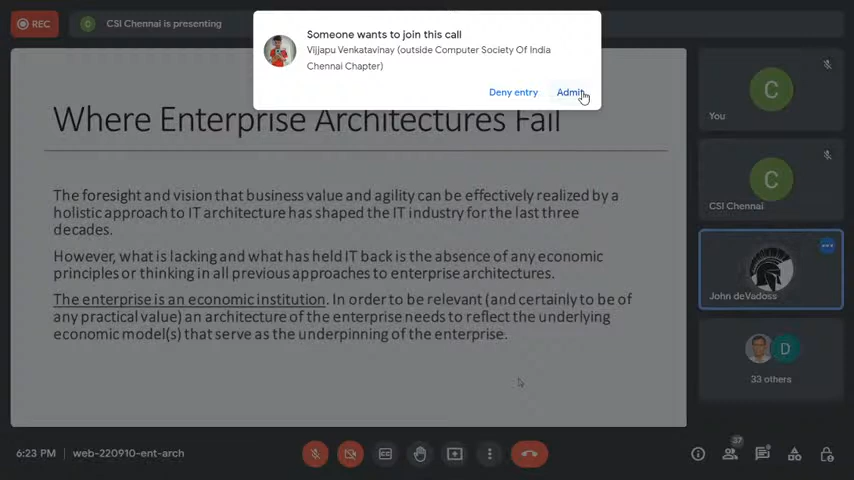 REC
CSI Chennai is presenting
Someone wants to join this call
Vijjapu Venkatavinay (outside Computer Society Of India
Chennai Chapter)
Deny entry
Admit
Where Enterprise Architectures Fail
The foresight and vision that business value and agility can be effectively realized by a
holistic approach to IT architecture has shaped the IT industry for the last three
decades.
However, what is lacking and what has held IT back is the absence of any economic
principles or thinking in all previous approaches to enterprise architectures.
The enterprise is an economic institution. In order to be relevant (and certainly to be of
any practical value) an architecture of the enterprise needs to reflect the underlying
economic model(s) that serve as the underpinning of the enterprise.
C
You
C
CSI Chennai
John deVadoss
D
33 others
6:23 PM | web-220910-ent-arch
37